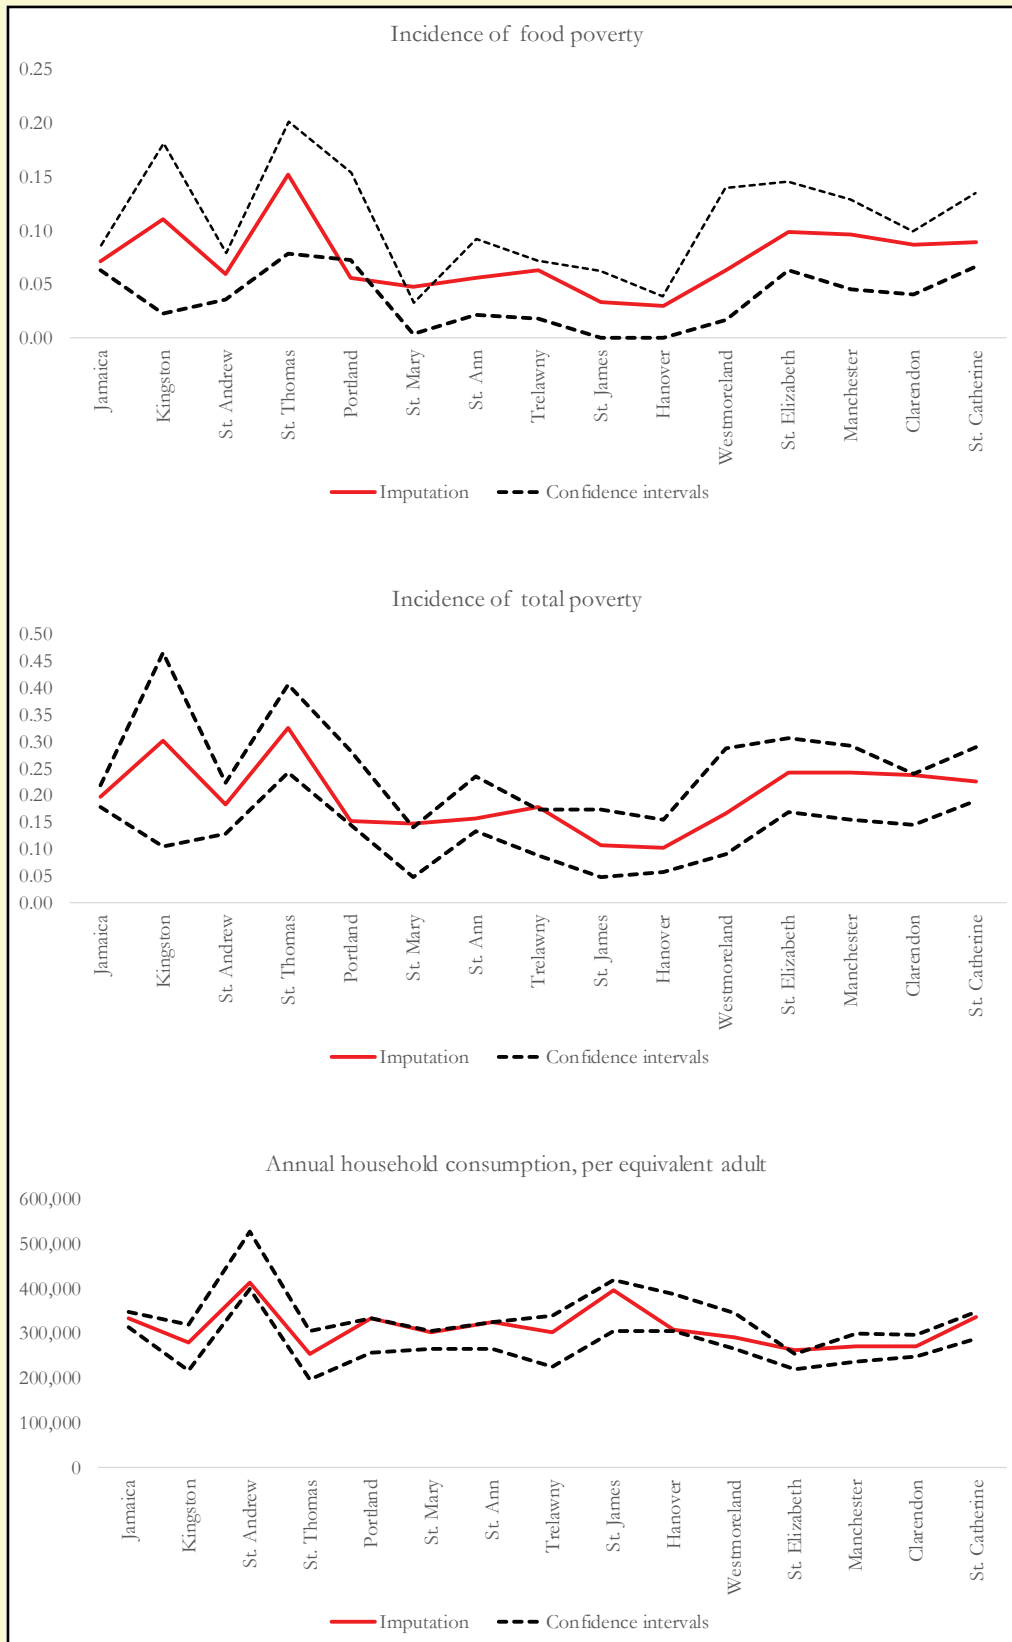 Incidence of food poverty
0.25
0.20
0.15
0.10
0.05
0.00
Jamaica
Kingston
St. Andrew
St. Thomas
Portland
St. Mary
St. Ann
Trelawny
St. James
Hanover
Westmoreland
St. Elizabeth
Manchester
Clarendon
St. Catherine
Imputation
Confidence intervals
Incidence of total poverty
0.50
0.45
0.40
0.35
0.30
0.25
0.20
0.15
0.10
0.05
0.00
Jamaica
Kingston
St. Andrew
St. Thomas
Portland
St. Mary
St. Ann
Trelawny
St. James
Hanover
Westmoreland
St. Elizabeth
Manchester
Clarendon
St. Catherine
Imputation
Confidence intervals
Annual household consumption, per equivalent adult
600,000
500,000
400,000
300,000
200,000
100,000
0
Jamaica
Kingston
St. Andrew
St. Thomas
Portland
St. Mary
St. Ann
Trelawny
St. James
Hanover
Westmoreland
St. Elizabeth
Manchester
Clarendon
St. Catherine
Imputation
Confidence intervals